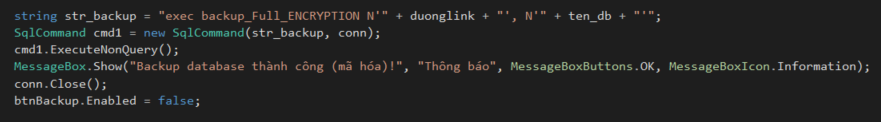 string str_backup = "exec backup_Full_ENCRYPTION N'" + duonglink + "', N'" + ten_db + "'";
SqlCommand cmd1 = new SqlCommand(str_backup, conn);
cmd1.ExecuteNonQuery();
MessageBox.Show("Backup database thành công (mã hóa)!", "Thông báo", MessageBoxButtons.OK, MessageBoxIcon.Information);
conn.Close();
btnBackup.Enabled = false;